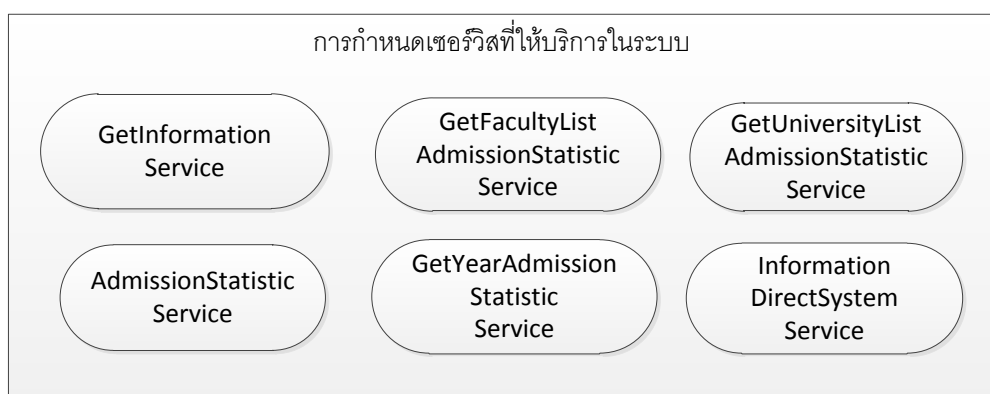 การกำหนดเซอร์วิสที่ให้บริการในระบบ
GetInformation
Service
GetFacultyList
AdmissionStatistic
Service
GetUniversityList
AdmissionStatistic
Service
AdmissionStatistic
Service
GetYearAdmission
Statistic
Service
Information
DirectSystem
Service